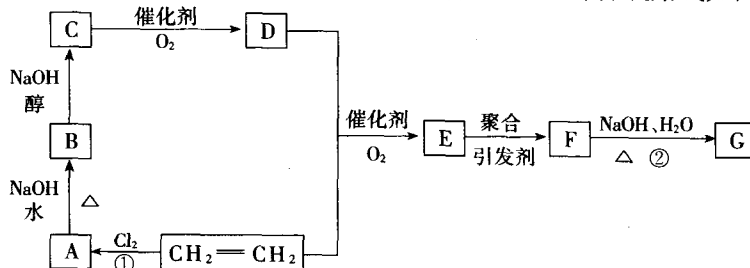 C 催化剂 O₂ D
NaOH 醇
B 催化剂 O₂ E 聚合 引发剂 F NaOH、H₂O △ ② G
NaOH 水 △
A Cl₂ ① CH₂═CH₂